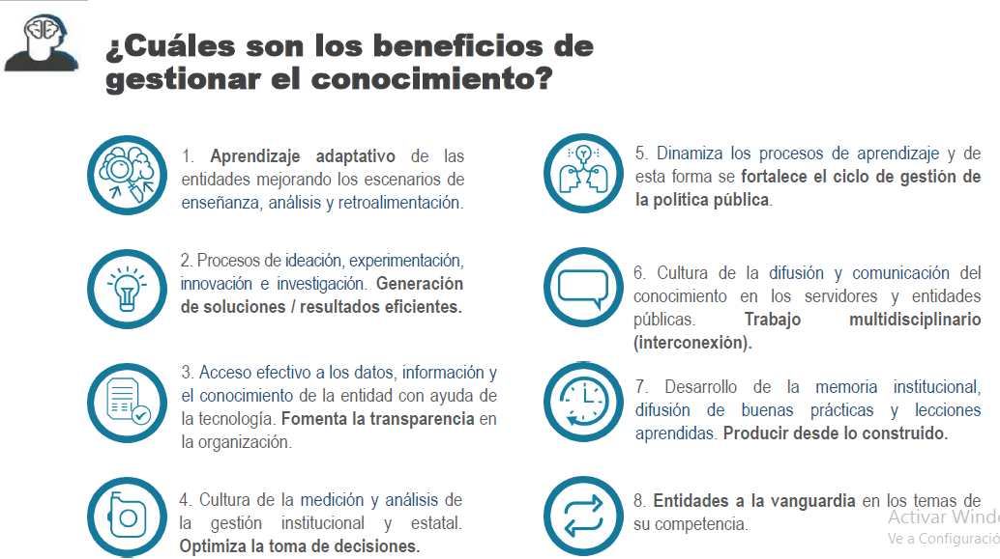 ¿Cuáles son los beneficios de
gestionar el conocimiento?
1. Aprendizaje adaptativo de las
entidades mejorando los escenarios de
enseñanza, análisis y retroalimentación.
2. Procesos de ideación, experimentación,
innovación e investigación. Generación
de soluciones / resultados eficientes.
3. Acceso efectivo a los datos, información y
el conocimiento de la entidad con ayuda de
la tecnología. Fomenta la transparencia en
la organización.
4. Cultura de la medición y análisis de
la gestión institucional y estatal.
Optimiza la toma de decisiones.
5. Dinamiza los procesos de aprendizaje y de
esta forma se fortalece el ciclo de gestión de
la política pública.
6. Cultura de la difusión y comunicación del
conocimiento en los servidores y entidades
públicas. Trabajo multidisciplinario
(interconexión).
7. Desarrollo de la memoria institucional,
difusión de buenas prácticas y lecciones
aprendidas. Producir desde lo construido.
8. Entidades a la vanguardia en los temas de
su competencia.
Activar Windo
Ve a Configuració